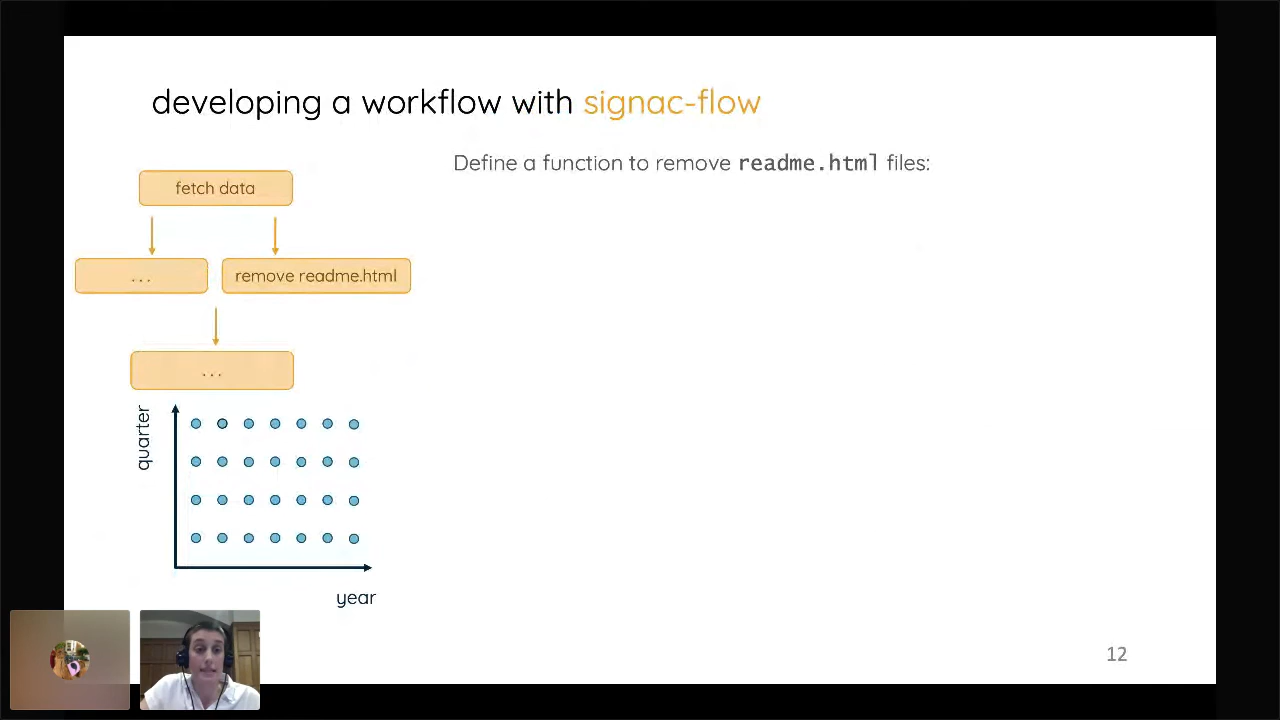 developing a workflow with signac-flow
Define a function to remove readme.html files:
fetch data
...
remove readme.html
...
quarter
year
12